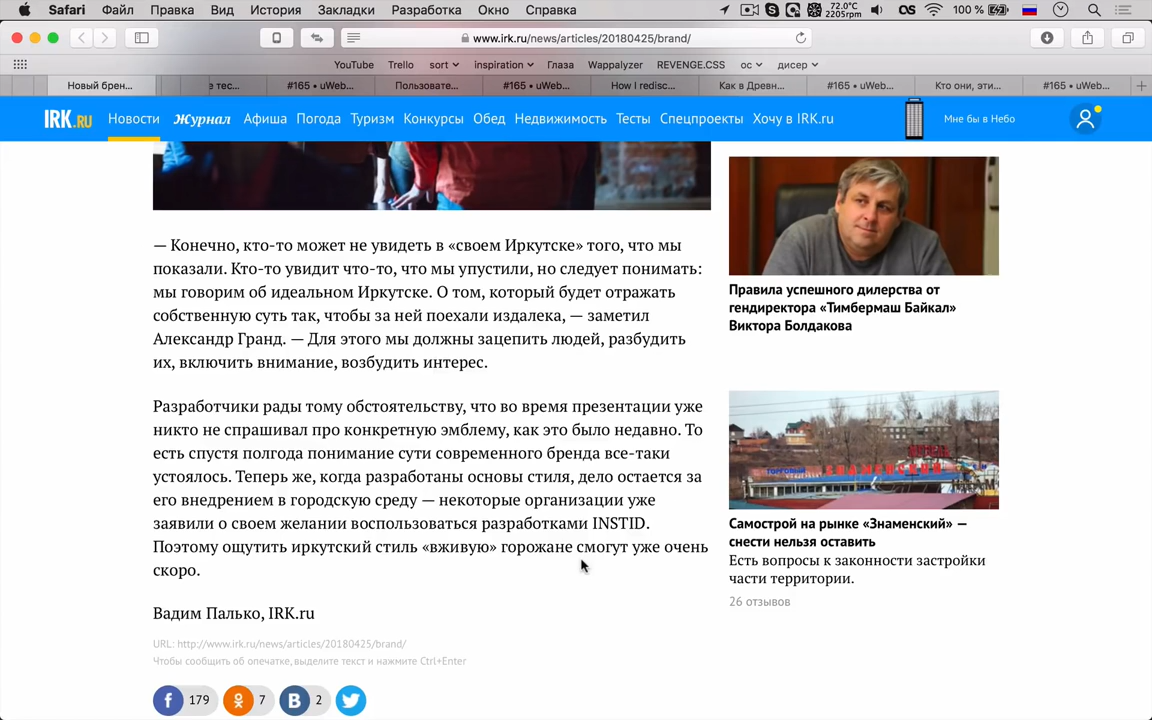 Safari Файл Правка Вид История Закладки Разработка Окно Справка 72.0°C 2205rpm 100 %
www.irk.ru/news/articles/20180425/brand/
YouTube Trello sort inspiration Глаза Wappalyzer REVENGE.CSS ос дисер
Новый брен... е тес... #165 • uWeb... Пользовате... #165 • uWeb... How I redisc... Как в Древн... #165 • uWeb... Кто они, эти... #165 • uWeb...
IRK.ru Новости Журнал Афиша Погода Туризм Конкурсы Обед Недвижимость Тесты Спецпроекты Хочу в IRK.ru Мне бы в Небо
— Конечно, кто-то может не увидеть в «своем Иркутске» того, что мы
показали. Кто-то увидит что-то, что мы упустили, но следует понимать:
мы говорим об идеальном Иркутске. О том, который будет отражать
собственную суть так, чтобы за ней поехали издалека, — заметил
Александр Гранд. — Для этого мы должны зацепить людей, разбудить
их, включить внимание, возбудить интерес.
Разработчики рады тому обстоятельству, что во время презентации уже
никто не спрашивал про конкретную эмблему, как это было недавно. То
есть спустя полгода понимание сути современного бренда все-таки
устоялось. Теперь же, когда разработаны основы стиля, дело остается за
его внедрением в городскую среду — некоторые организации уже
заявили о своем желании воспользоваться разработками INSTID.
Поэтому ощутить иркутский стиль «вживую» горожане смогут уже очень
скоро.
Вадим Палько, IRK.ru
URL: http://www.irk.ru/news/articles/20180425/brand/
Чтобы сообщить об опечатке, выделите текст и нажмите Ctrl+Enter
179 7 2
Правила успешного дилерства от
гендиректора «Тимбермаш Байкал»
Виктора Болдакова
ЗНАМЕНСКИЙ
Самострой на рынке «Знаменский» —
снести нельзя оставить
Есть вопросы к законности застройки
части территории.
26 отзывов